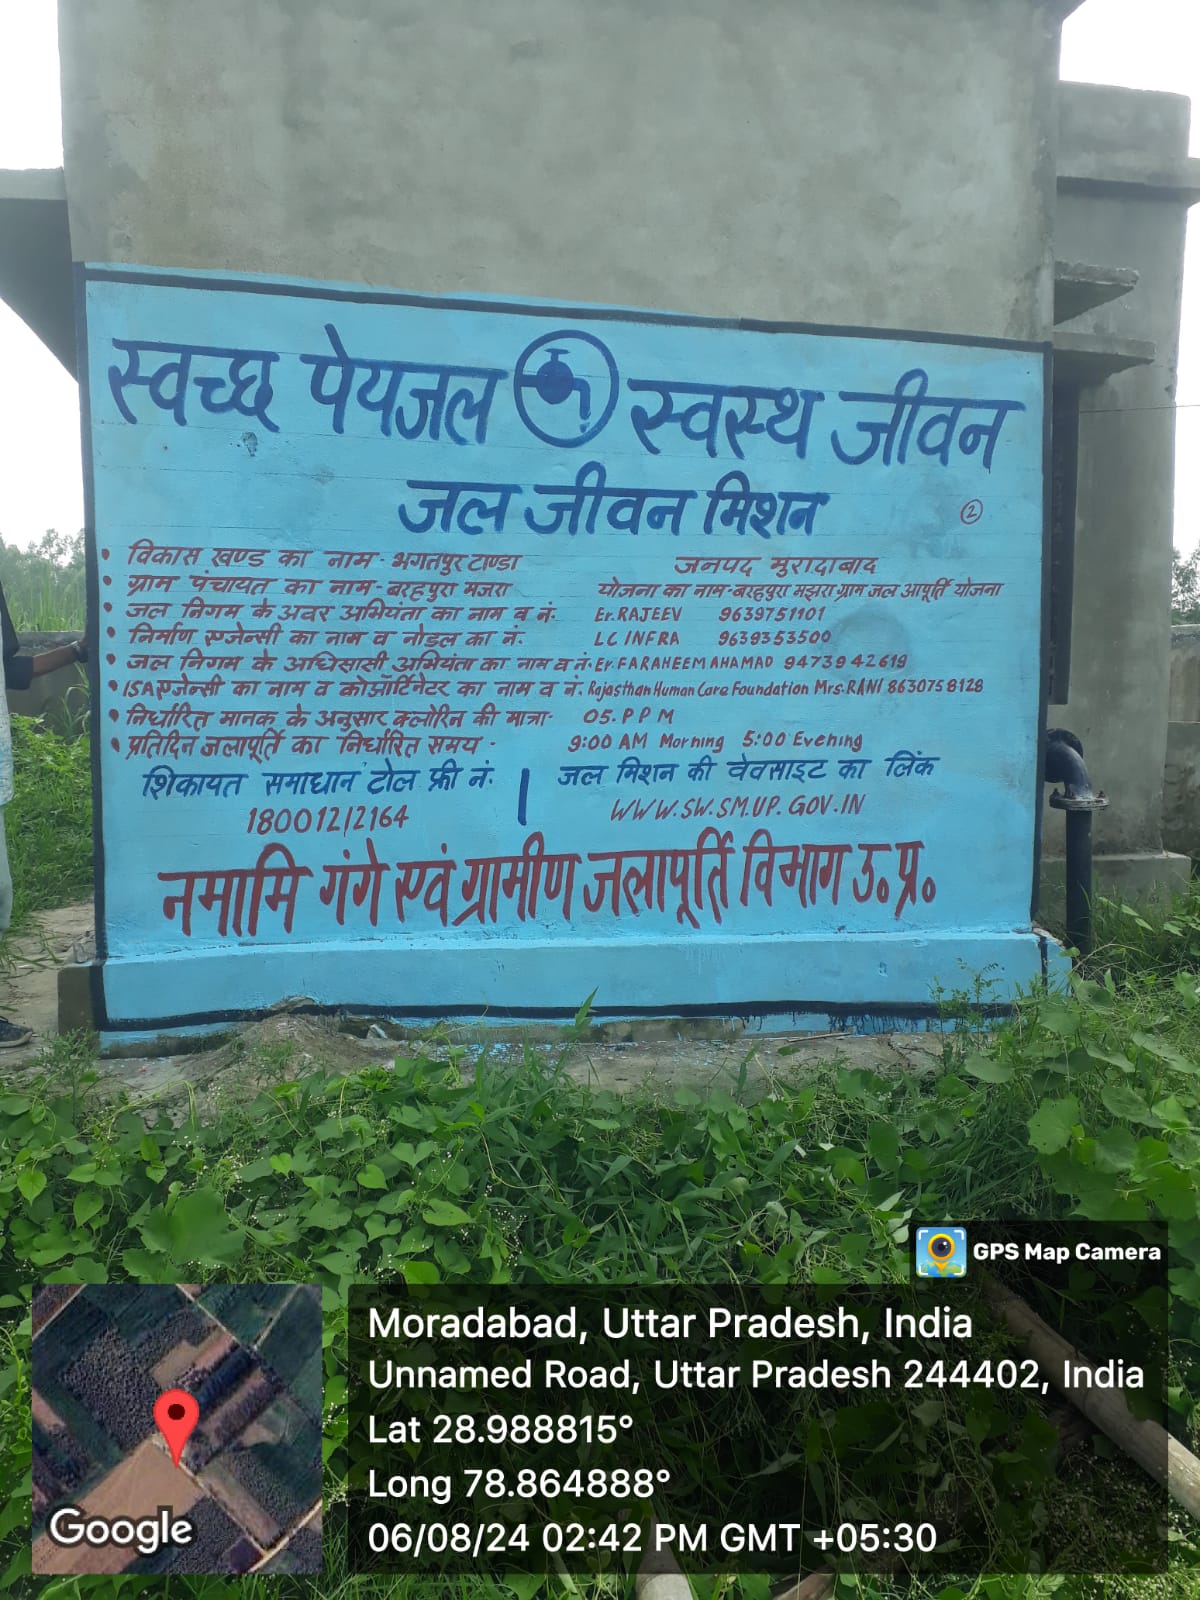 स्वच्छ पेयजल स्वस्थ जीवन
जल जीवन मिशन
2
• विकास खण्ड का नाम - भगतपुर टाण्डा जनपद मुरादाबाद
• ग्राम पंचायत का नाम - बरहपुरा मजरा योजना का नाम - बरहपुरा मझरा ग्राम जल आपूर्ति योजना
• जल निगम के अवर अभियंता का नाम व नं. Er. RAJEEV 9639751101
• निर्माण एजेन्सी का नाम व नोडल का नं. LC INFRA 9639353500
• जल निगम के अधिसासी अभियंता का नाम व नं. Er. FARAHEEM AHAMAD 9473942619
• ISA एजेन्सी का नाम व कोऑर्टिनेटर का नाम व नं. Rajasthan Human Care Foundation Mrs. RANI 8630758128
• निर्धारित मानक के अनुसार क्लोरिन की मात्रा - 05. P P M
• प्रतिदिन जलापूर्ति का निर्धारित समय - 9:00 AM Morning 5:00 Evening
शिकायत समाधान टोल फ्री नं. | जल मिशन की वेवसाइट का लिंक
180012/2164 WWW.SW.SM.UP.GOV.IN
नमामि गंगे एवं ग्रामीण जलापूर्ति विभाग उ॰ प्र॰
GPS Map Camera
Moradabad, Uttar Pradesh, India
Unnamed Road, Uttar Pradesh 244402, India
Lat 28.988815°
Long 78.864888°
06/08/24 02:42 PM GMT +05:30
Google